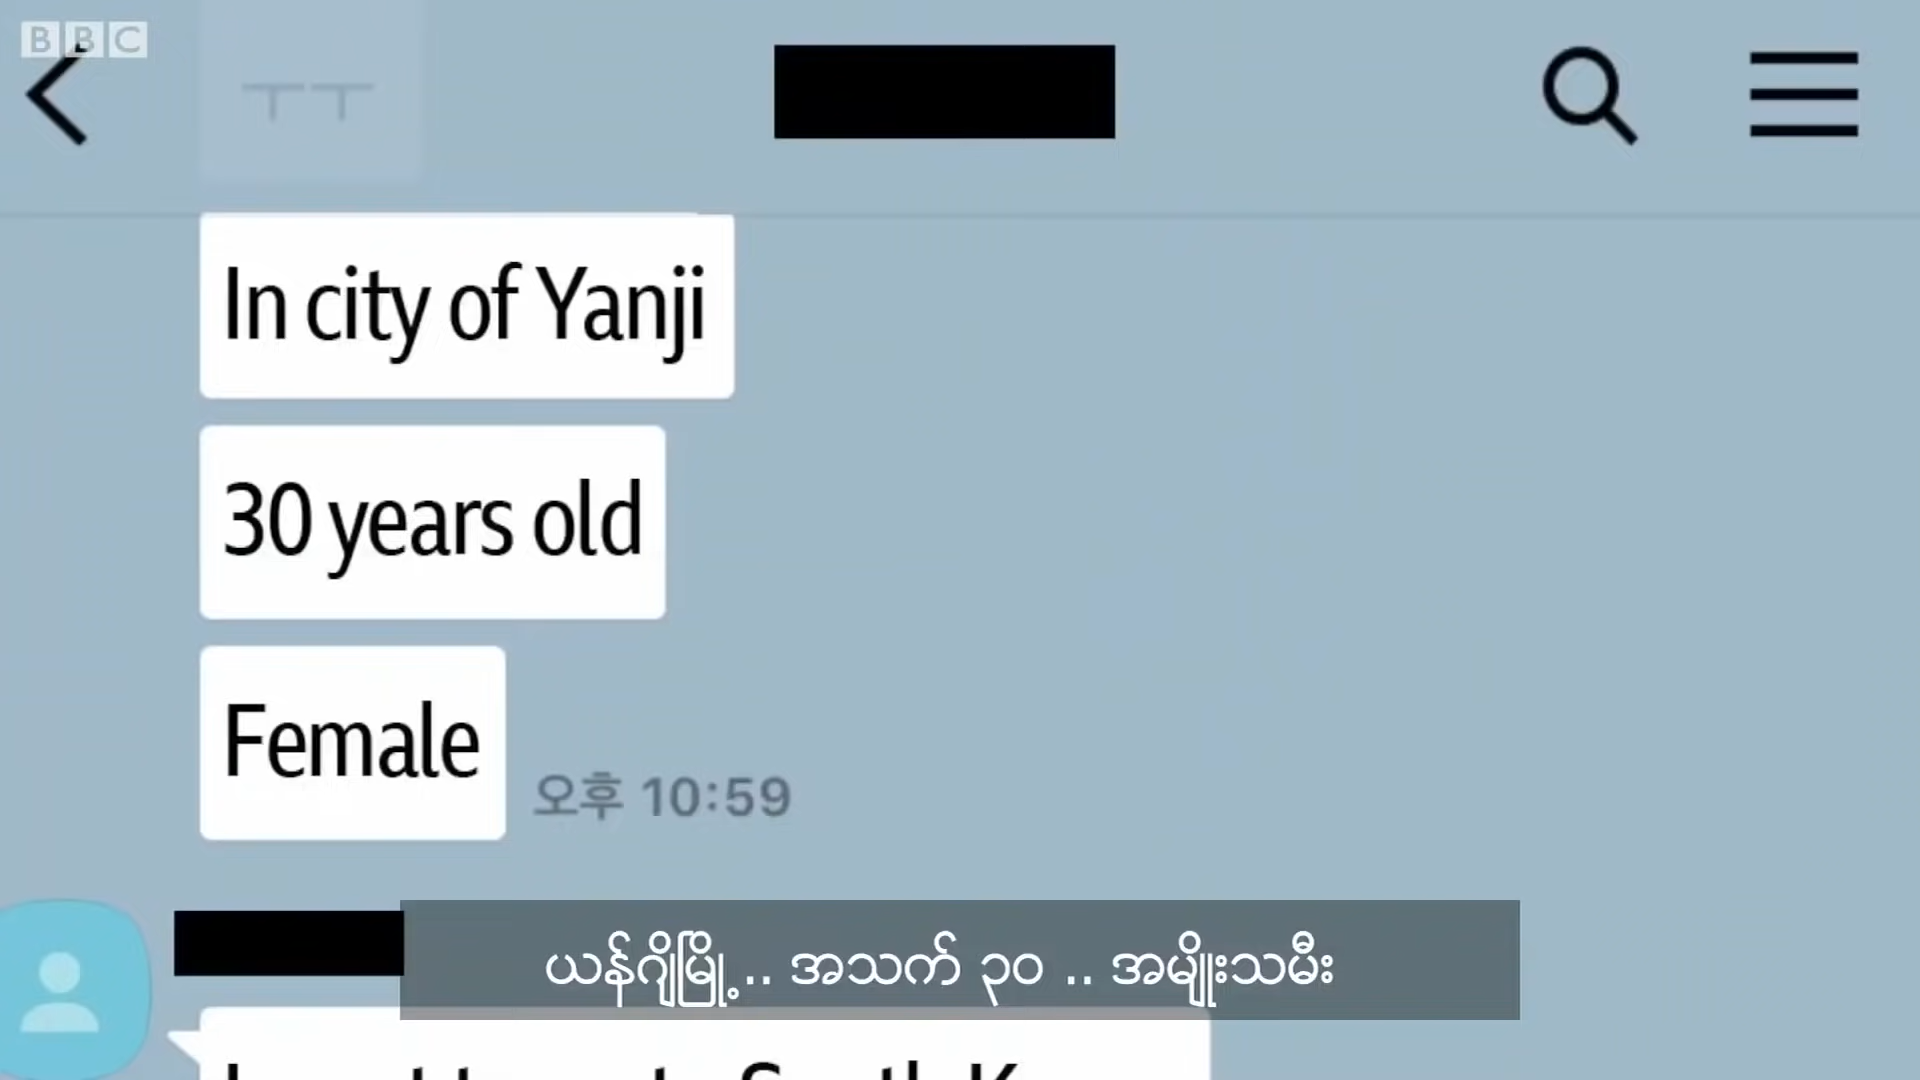 BBC
ㅜㅜ
In city of Yanji
30 years old
Female
오후 10:59
ယန်ဂျိမြို့.. အသက် ၃၀ .. အမျိုးသမီး